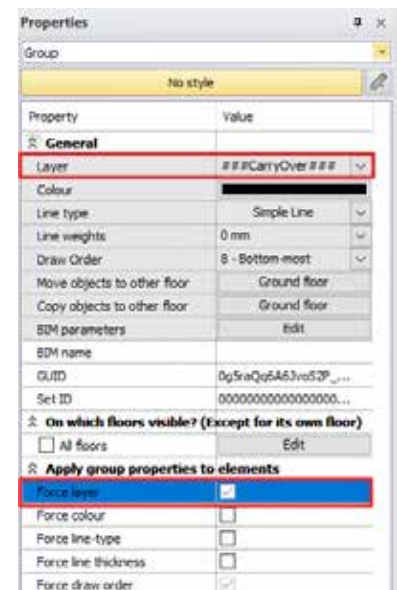 Properties
Group
No style
Property Value
General
Layer ###CarryOver###
Colour
Line type Simple Line
Line weights 0 mm
Draw Order 8 - Bottom-most
Move objects to other floor Ground floor
Copy objects to other floor Ground floor
BIM parameters Edit
BIM name
GUID
Set ID 0000000000000000...
On which floors visible? (Except for its own floor)
All floors Edit
Apply group properties to elements
Force layer
Force colour
Force line-type
Force line thickness
Force draw order